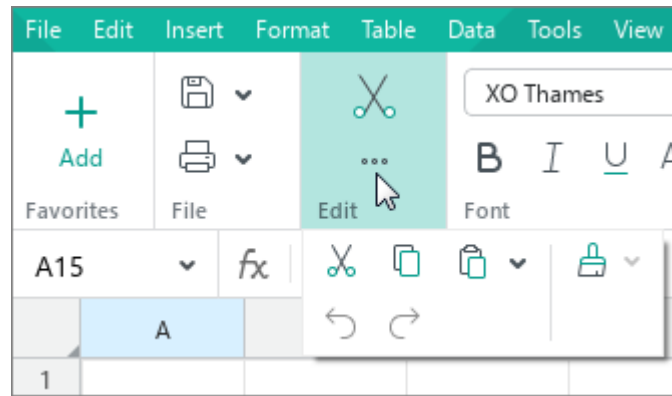 File Edit Insert Format Table Data Tools View
XO Thames
Add
B I U
Favorites File Edit Font
A15 fx
A
1